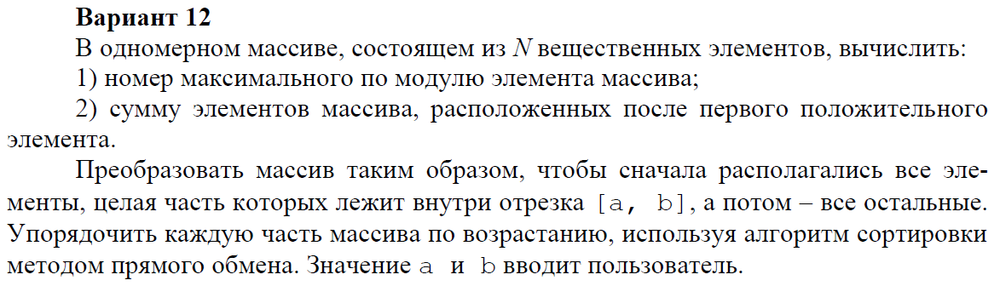 Вариант 12
В одномерном массиве, состоящем из N вещественных элементов, вычислить:
1) номер максимального по модулю элемента массива;
2) сумму элементов массива, расположенных после первого положительного
элемента.
Преобразовать массив таким образом, чтобы сначала располагались все эле-
менты, целая часть которых лежит внутри отрезка [a, b], а потом – все остальные.
Упорядочить каждую часть массива по возрастанию, используя алгоритм сортировки
методом прямого обмена. Значение a и b вводит пользователь.